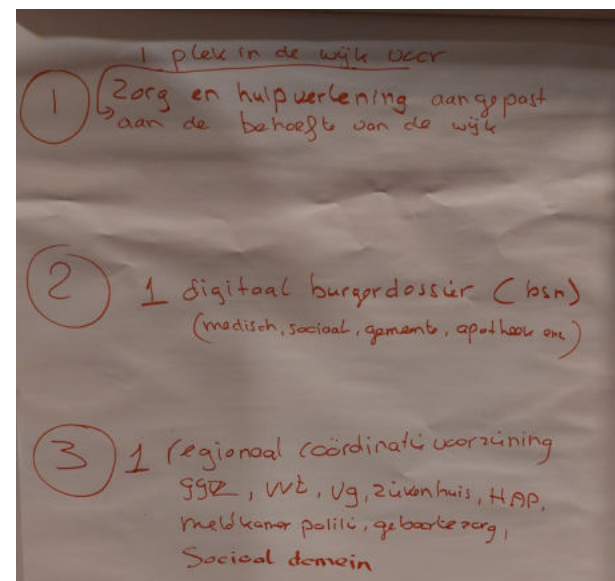 1 plek in de wijk voor
1 Zorg en hulpverlening aangepast
aan de behoefte van de wijk
2 1 digitaal burgerdossier (bsn)
(medisch, sociaal, gemeente, apotheek enz)
3 1 regionaal coördinatie voorziening
ggz, vvt, vg, ziekenhuis, HAP,
meldkamer politie, geboortezorg,
Sociaal domein